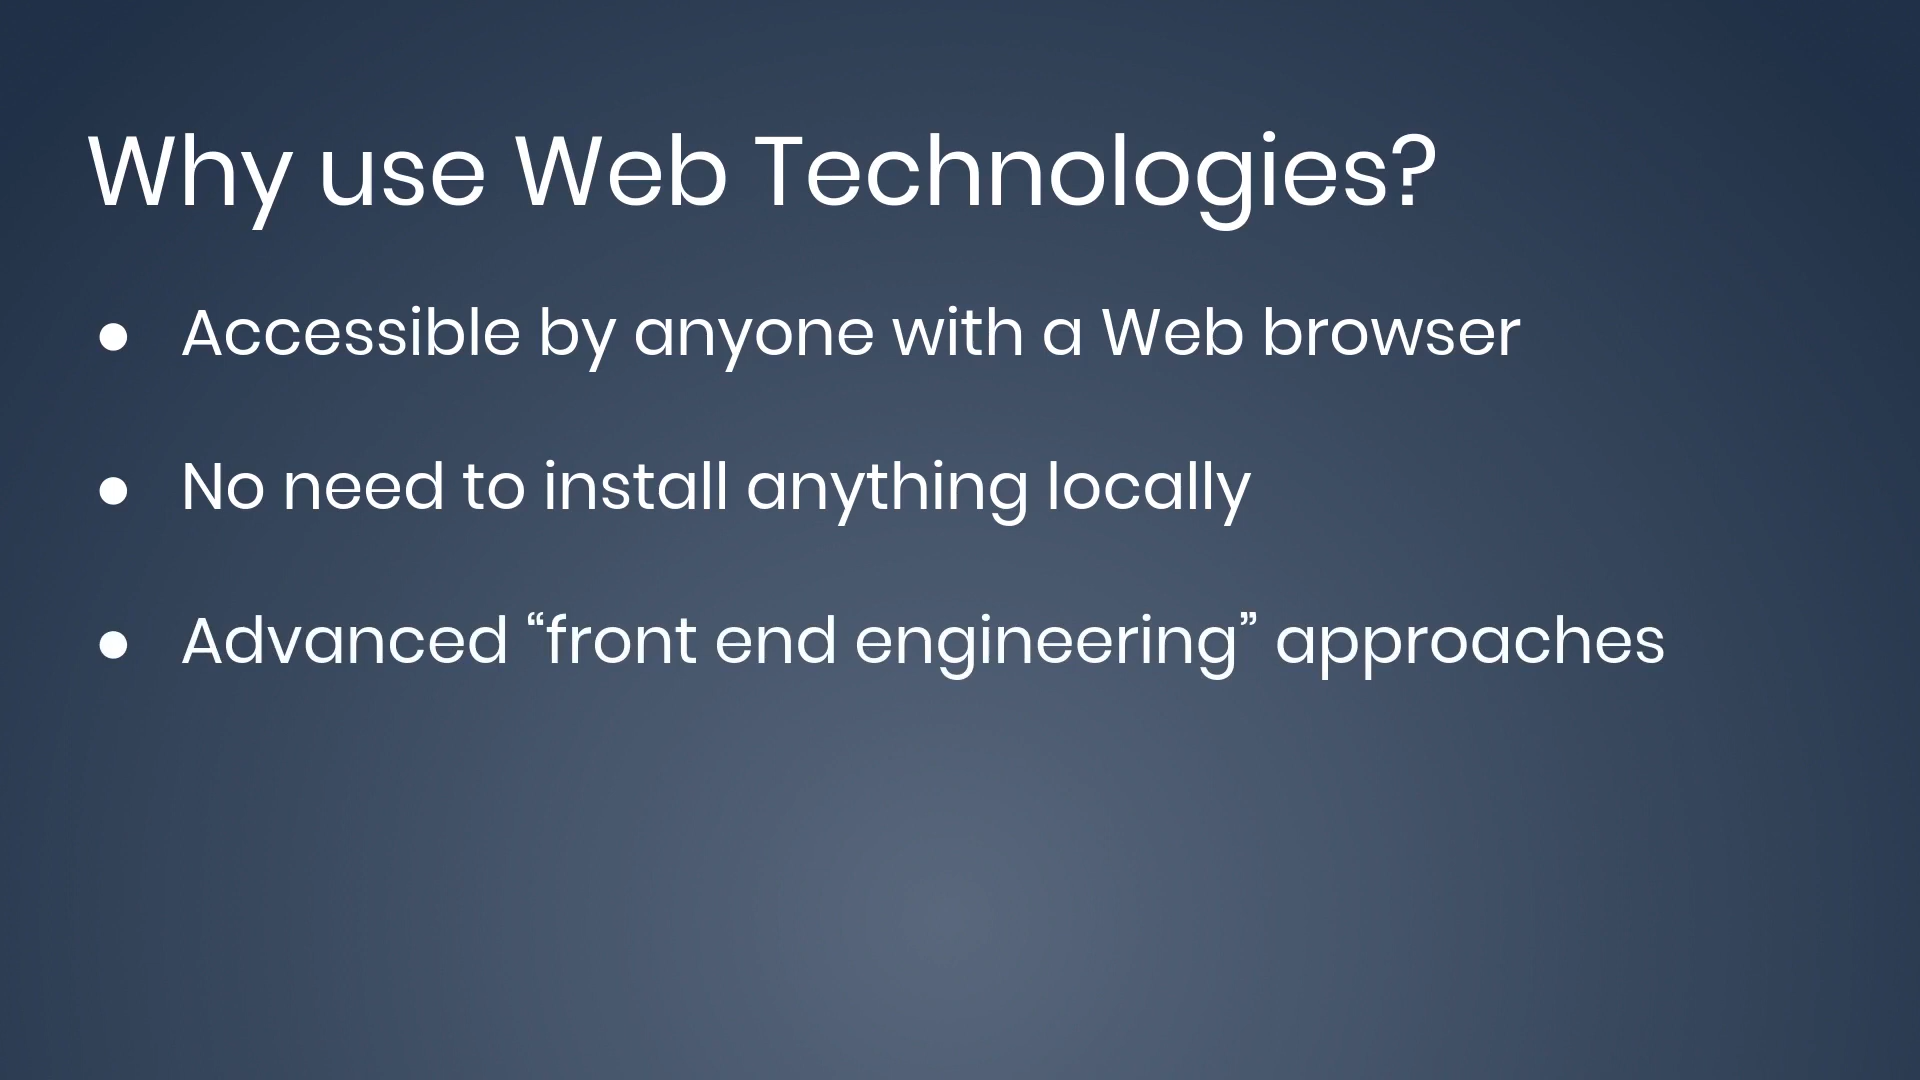 Why use Web Technologies?
● Accessible by anyone with a Web browser
● No need to install anything locally
● Advanced “front end engineering” approaches